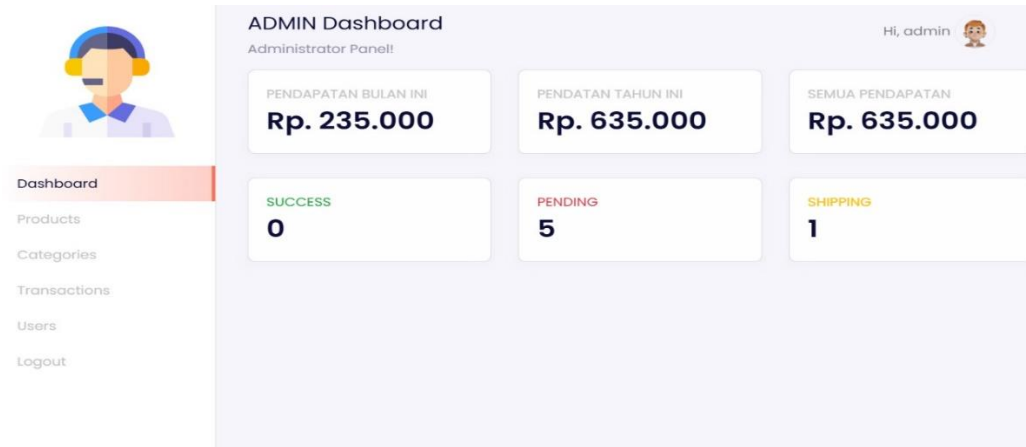 ADMIN Dashboard
Administrator Panel!
Hi, admin
PENDAPATAN BULAN INI
Rp. 235.000
PENDATAN TAHUN INI
Rp. 635.000
SEMUA PENDAPATAN
Rp. 635.000
Dashboard
Products
Categories
Transactions
Users
Logout
SUCCESS
0
PENDING
5
SHIPPING
1